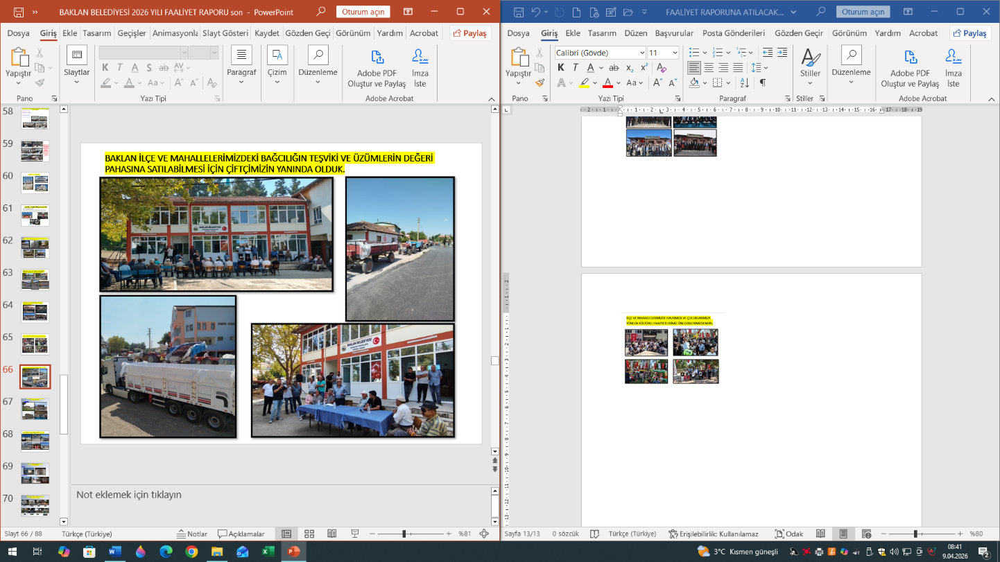 BAKLAN BELEDİYESİ 2026 YILI FAALİYET RAPORU son - PowerPoint
Oturum açın
Dosya Giriş Ekle Tasarım Geçişler Animasyonla Slayt Gösteri Kaydet Gözden Geçi Görünüm Yardım Acrobat Paylaş
Yapıştır
Slaytlar
Paragraf
Çizim
Düzenleme
Adobe PDF
Oluştur ve Paylaş
İmza
İste
Pano
Yazı Tipi
Adobe Acrobat
58
59
60
61
62
63
64
65
66
67
68
69
70
BAKLAN İLÇE VE MAHALLELERİMİZDEKİ BAĞCILIĞIN TEŞVİKİ VE ÜZÜMLERİN DEĞERİ
PAHASINA SATILABİLMESİ İÇİN ÇİFTÇİMİZİN YANINDA OLDUK.
BAKLAN BELEDİYESİ
BAKLAN BELEDİYESİ
Not eklemek için tıklayın
Slayt 66 / 88 Türkçe (Türkiye) Notlar Açıklamalar %81
FAALİYET RAPORUNA ATILACAK...
Oturum açın
Dosya Giriş Ekle Tasarım Düzen Başvurular Posta Gönderileri Gözden Geçir Görünüm Yardım Acrobat Paylaş
Yapıştır
Calibri (Gövde) 11
Stiller
Düzenleme
Adobe PDF
Oluştur ve Paylaş
İmza
İste
Pano
Yazı Tipi
Paragraf
Stiller
Adobe Acrobat
İLÇE VE MAHALLELERİMİZDE HALKIMIZA VE ÇOCUKLARIMIZA
YÖNELİK KÜLTÜREL FAALİYETLERİMİZ ÖNCELİKLERİMİZDENDİR.
Sayfa 13/13 0 sözcük Türkçe (Türkiye) Erişilebilirlik: Kullanılamaz Odak %80
3°C Kısmen güneşli
08:41
9.04.2026
2